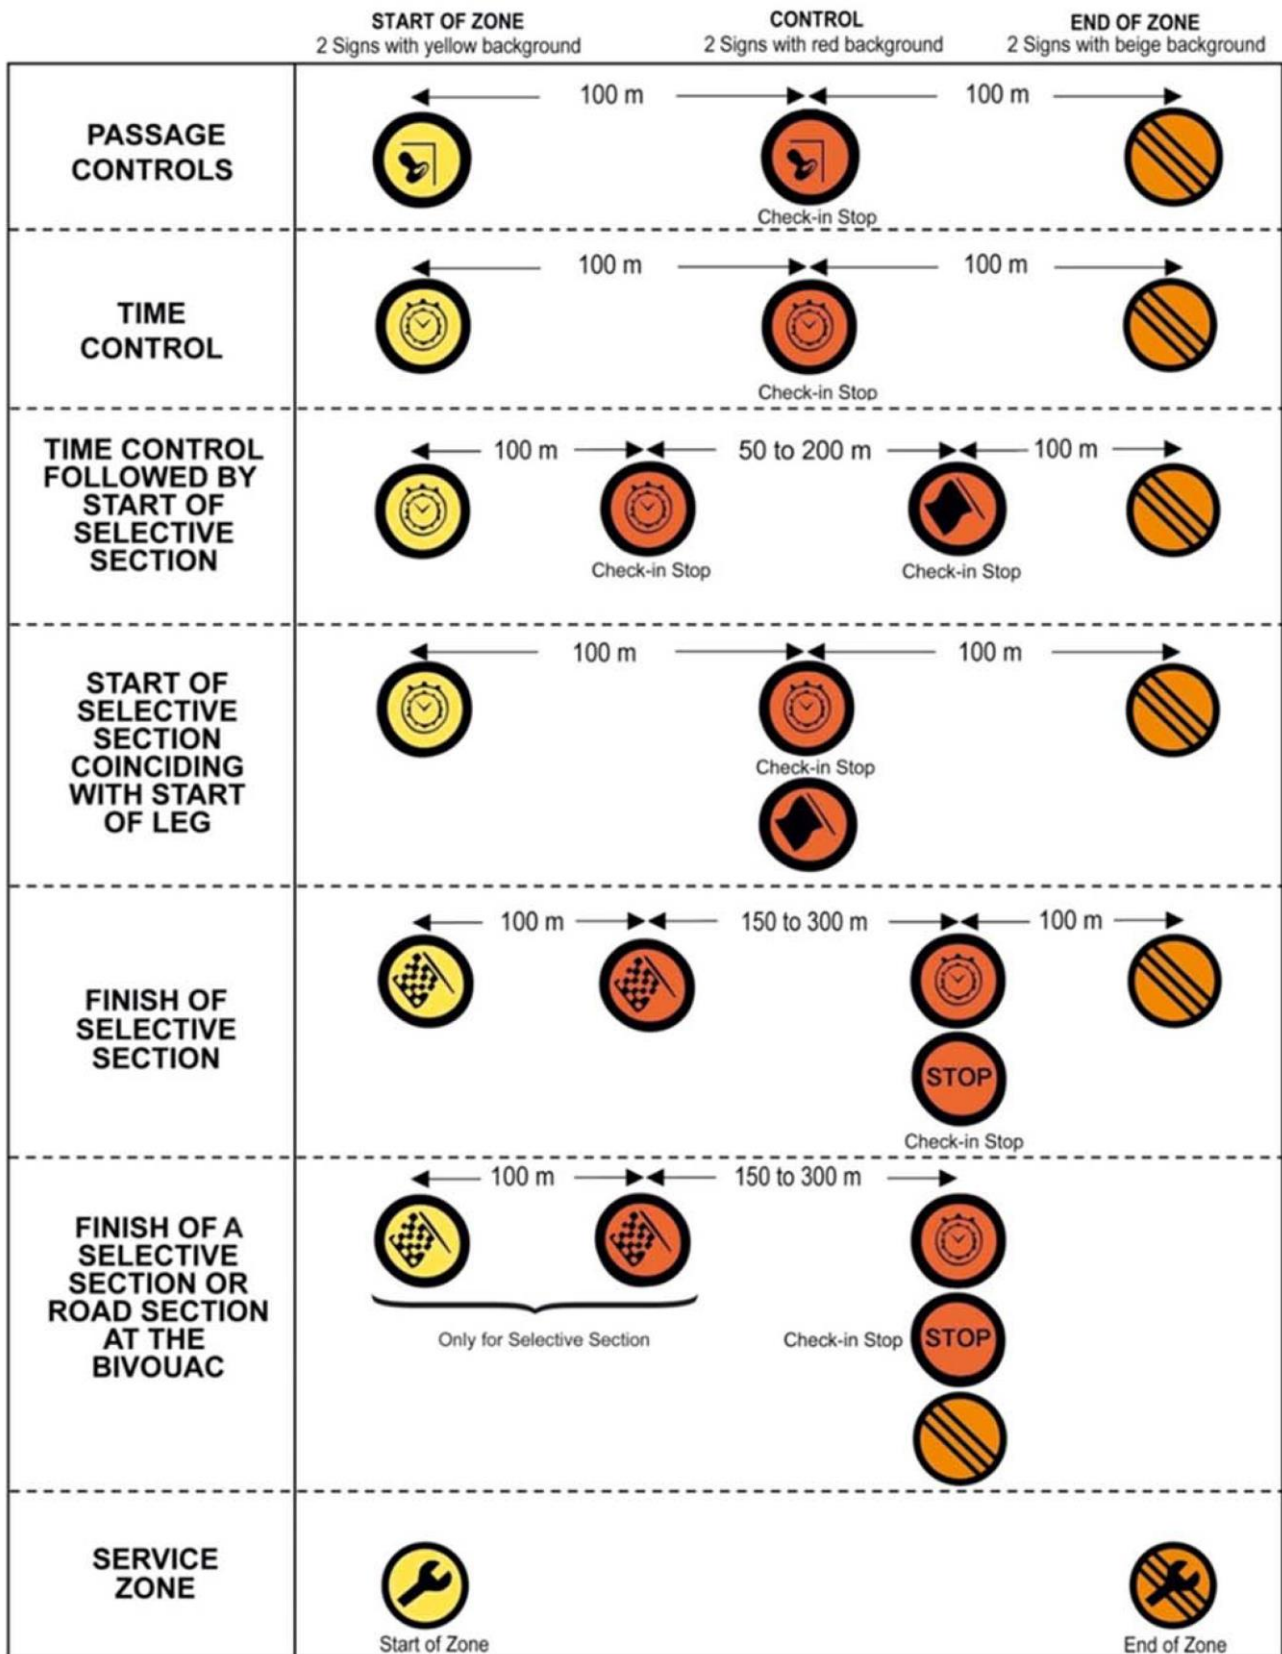 START OF ZONE
2 Signs with yellow background
CONTROL
2 Signs with red background
END OF ZONE
2 Signs with beige background
PASSAGE
CONTROLS
100 m
100 m
Check-in Stop
TIME
CONTROL
100 m
100 m
Check-in Stop
TIME CONTROL
FOLLOWED BY
START OF
SELECTIVE
SECTION
100 m
50 to 200 m
100 m
Check-in Stop
Check-in Stop
START OF
SELECTIVE
SECTION
COINCIDING
WITH START
OF LEG
100 m
100 m
Check-in Stop
FINISH OF
SELECTIVE
SECTION
100 m
150 to 300 m
100 m
STOP
Check-in Stop
FINISH OF A
SELECTIVE
SECTION OR
ROAD SECTION
AT THE
BIVOUAC
100 m
150 to 300 m
Only for Selective Section
Check-in Stop
STOP
SERVICE
ZONE
Start of Zone
End of Zone